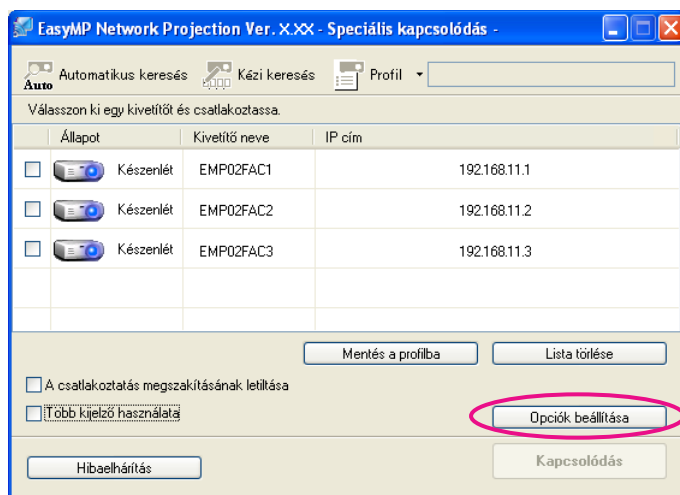 EasyMP Network Projection Ver. X.XX - Speciális kapcsolódás -
Auto Automatikus keresés Kézi keresés Profil
Válasszon ki egy kivetítőt és csatlakoztassa.
Állapot Kivetítő neve IP cím
Készenlét EMP02FAC1 192.168.11.1
Készenlét EMP02FAC2 192.168.11.2
Készenlét EMP02FAC3 192.168.11.3
Mentés a profilba Lista törlése
A csatlakoztatás megszakításának letiltása
Több kijelző használata Opciók beállítása
Hibaelhárítás Kapcsolódás